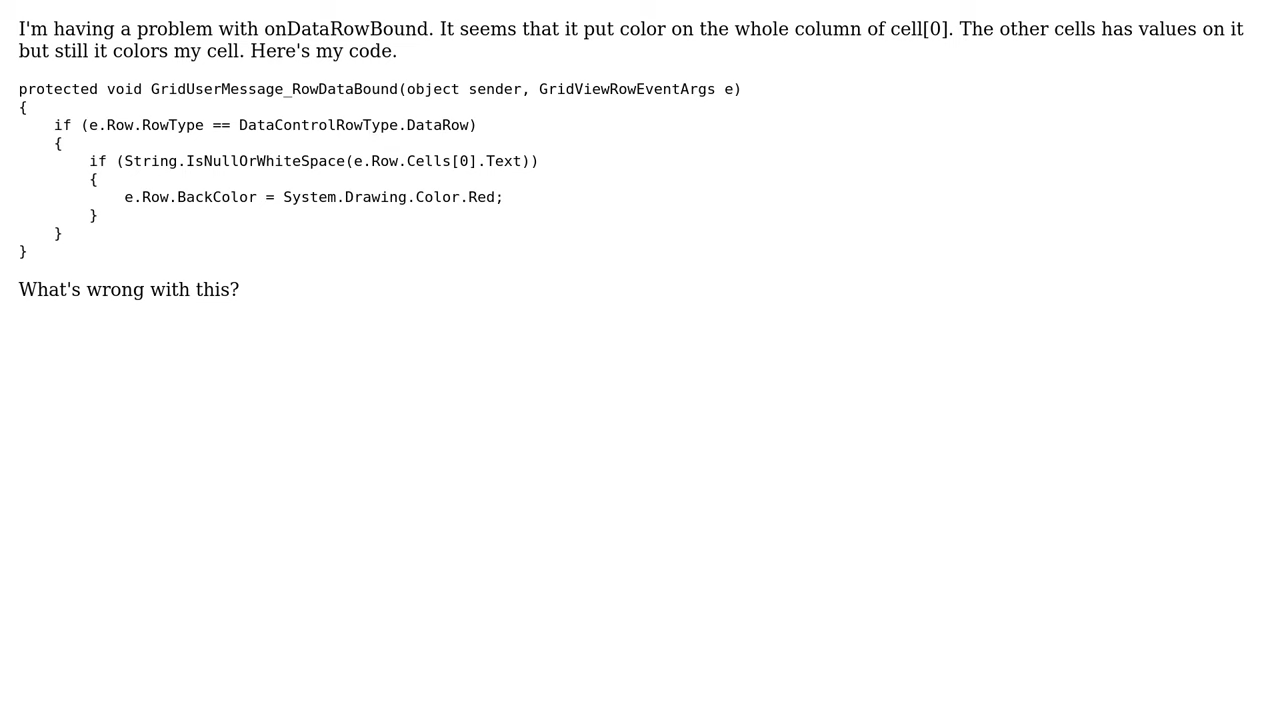 I'm having a problem with onDataRowBound. It seems that it put color on the whole column of cell[0]. The other cells has values on it
but still it colors my cell. Here's my code.
protected void GridUserMessage_RowDataBound(object sender, GridViewRowEventArgs e)
{
    if (e.Row.RowType == DataControlRowType.DataRow)
    {
        if (String.IsNullOrWhiteSpace(e.Row.Cells[0].Text))
        {
            e.Row.BackColor = System.Drawing.Color.Red;
        }
    }
}
What's wrong with this?